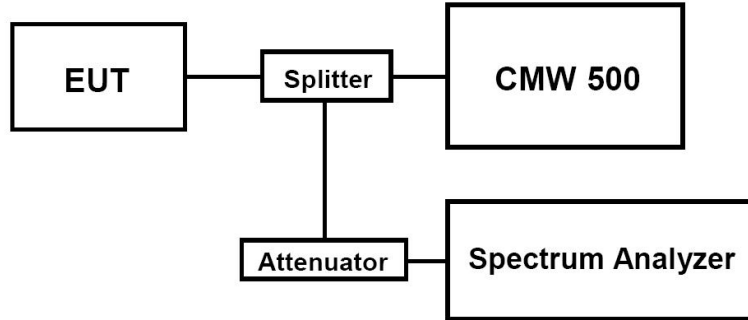 EUT
Splitter
CMW 500
Attenuator
Spectrum Analyzer